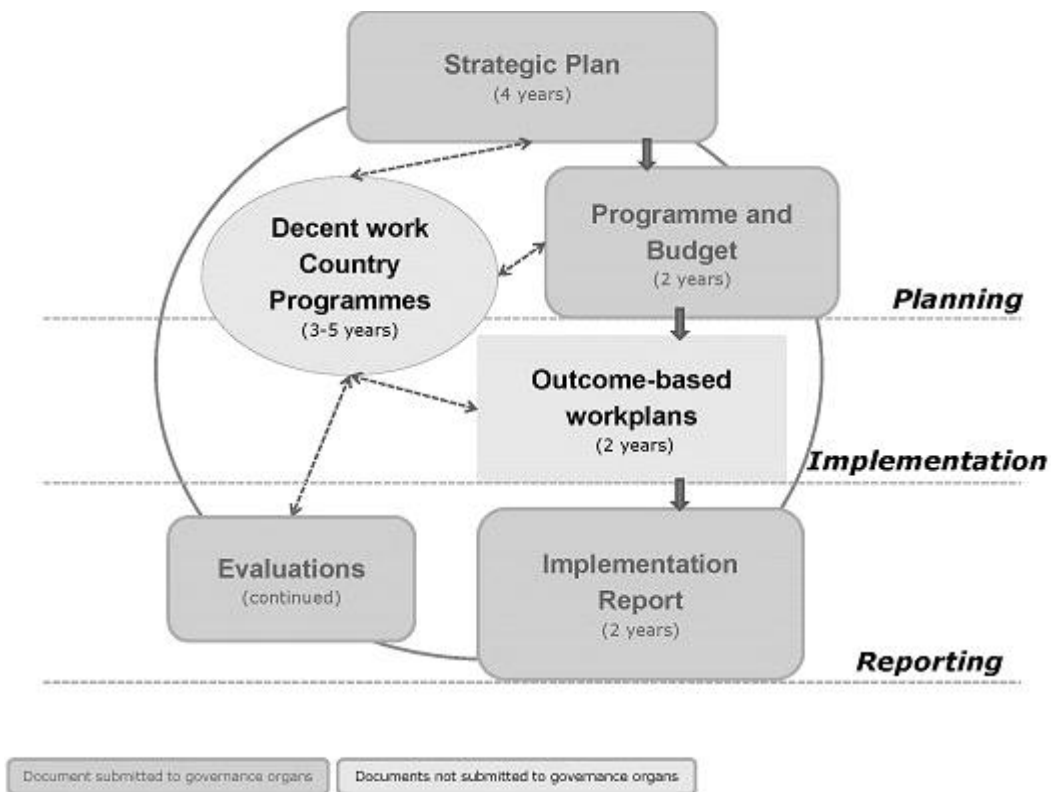 Strategic Plan
(4 years)
Decent work
Country
Programmes
(3-5 years)
Programme and
Budget
(2 years)
Planning
Outcome-based
workplans
(2 years)
Implementation
Evaluations
(continued)
Implementation
Report
(2 years)
Reporting
Document submitted to governance organs
Documents not submitted to governance organs